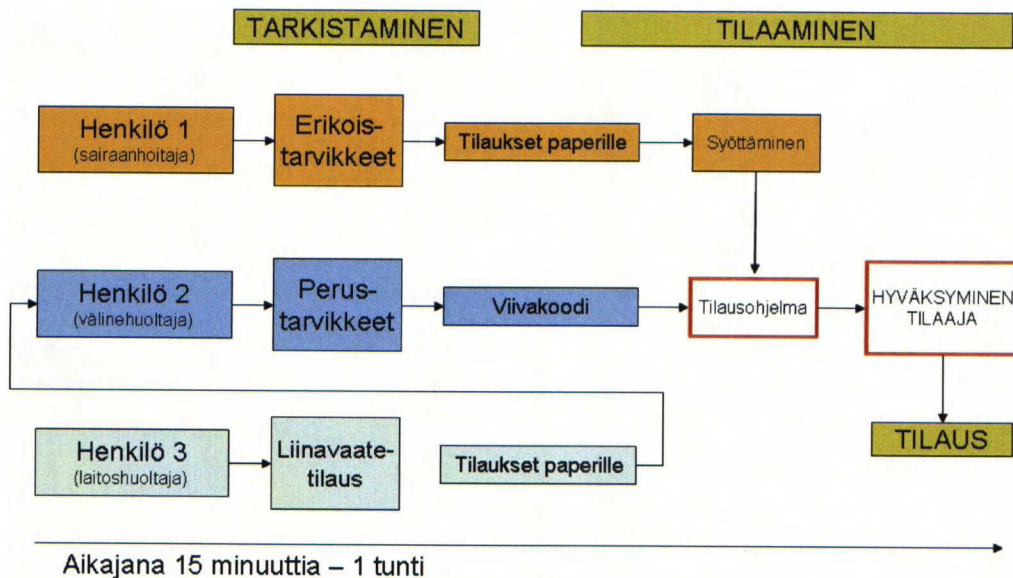 TARKISTAMINEN
TILAAMINEN
Henkilö 1
(sairaanhoitaja)
Erikois-
tarvikkeet
Tilaukset paperille
Syöttäminen
Henkilö 2
(välinehuoltaja)
Perus-
tarvikkeet
Viivakoodi
Tilausohjelma
HYVÄKSYMINEN
TILAAJA
Henkilö 3
(laitoshuoltaja)
Liinavaate-
tilaus
Tilaukset paperille
TILAUS
Aikajana 15 minuuttia – 1 tunti